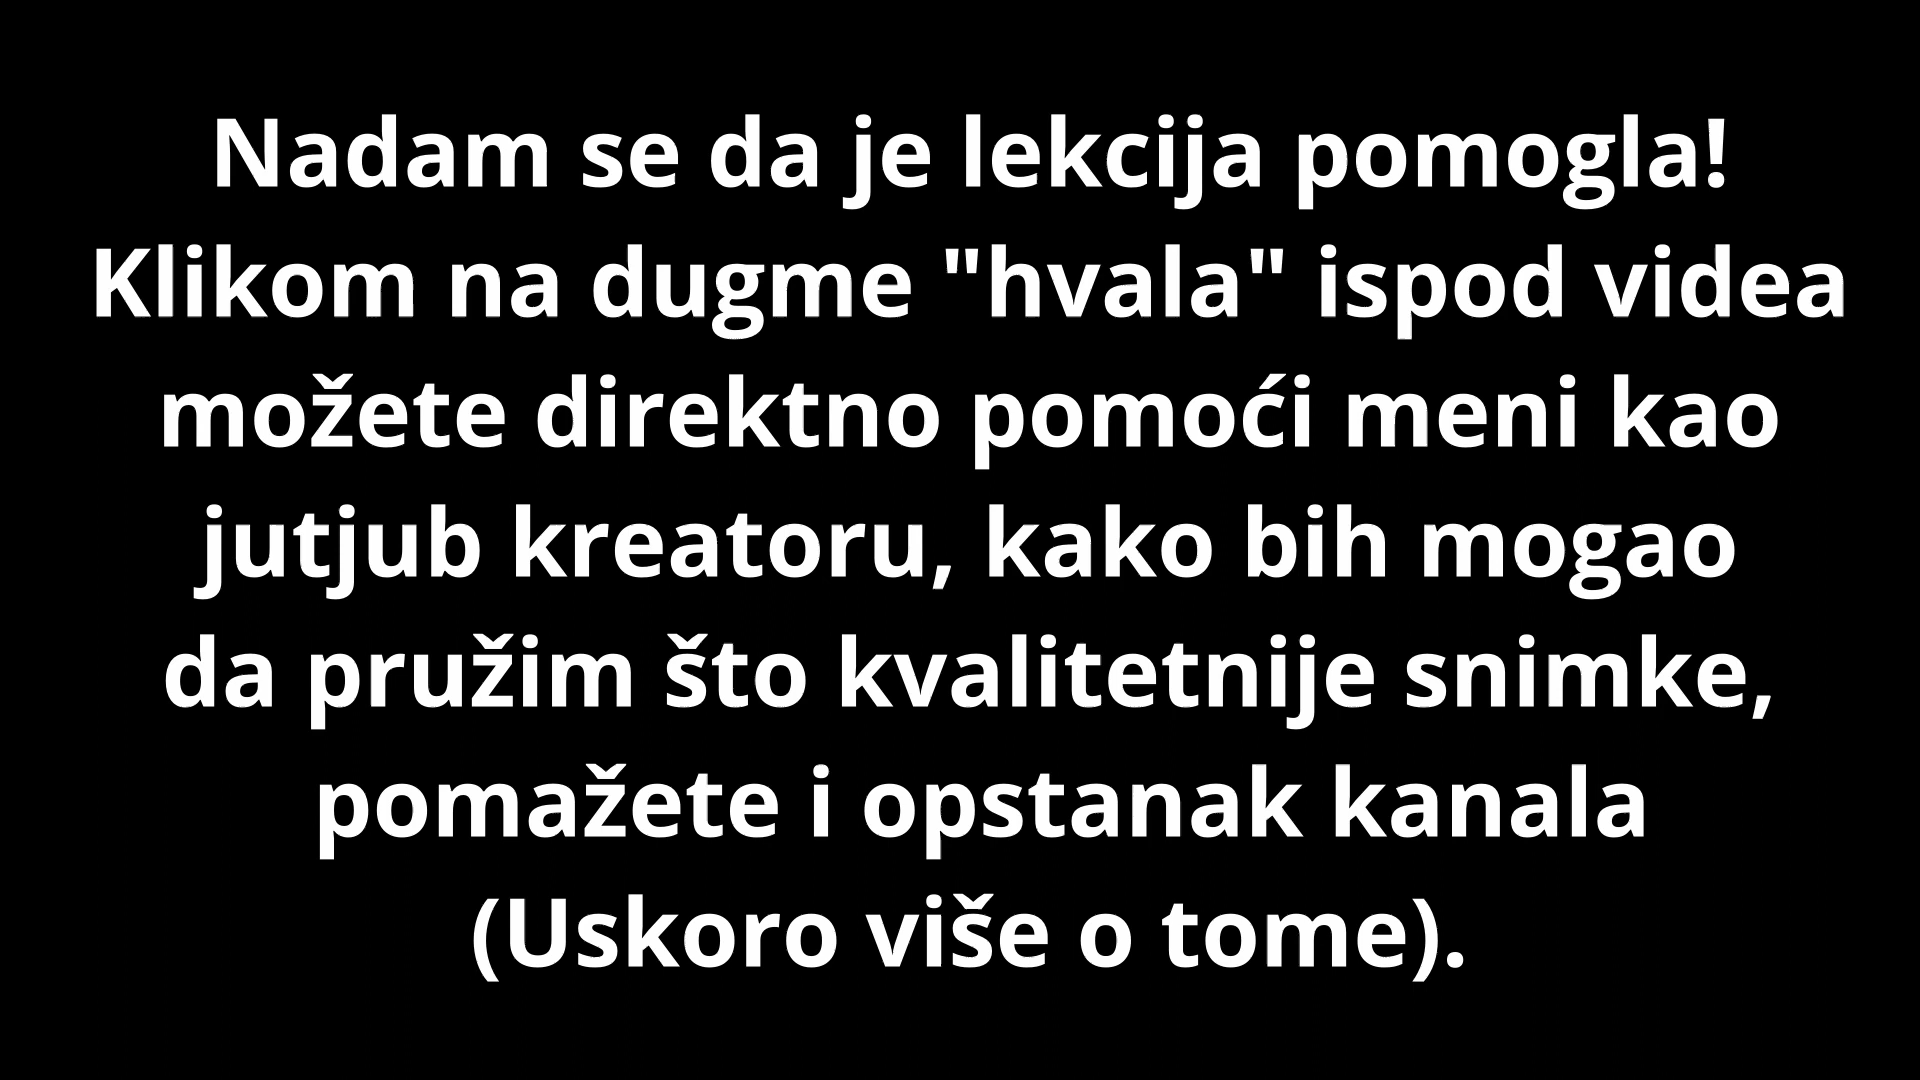 Nadam se da je lekcija pomogla!
Klikom na dugme "hvala" ispod videa
možete direktno pomoći meni kao
jutjub kreatoru, kako bih mogao
da pružim što kvalitetnije snimke,
pomažete i opstanak kanala
(Uskoro više o tome).